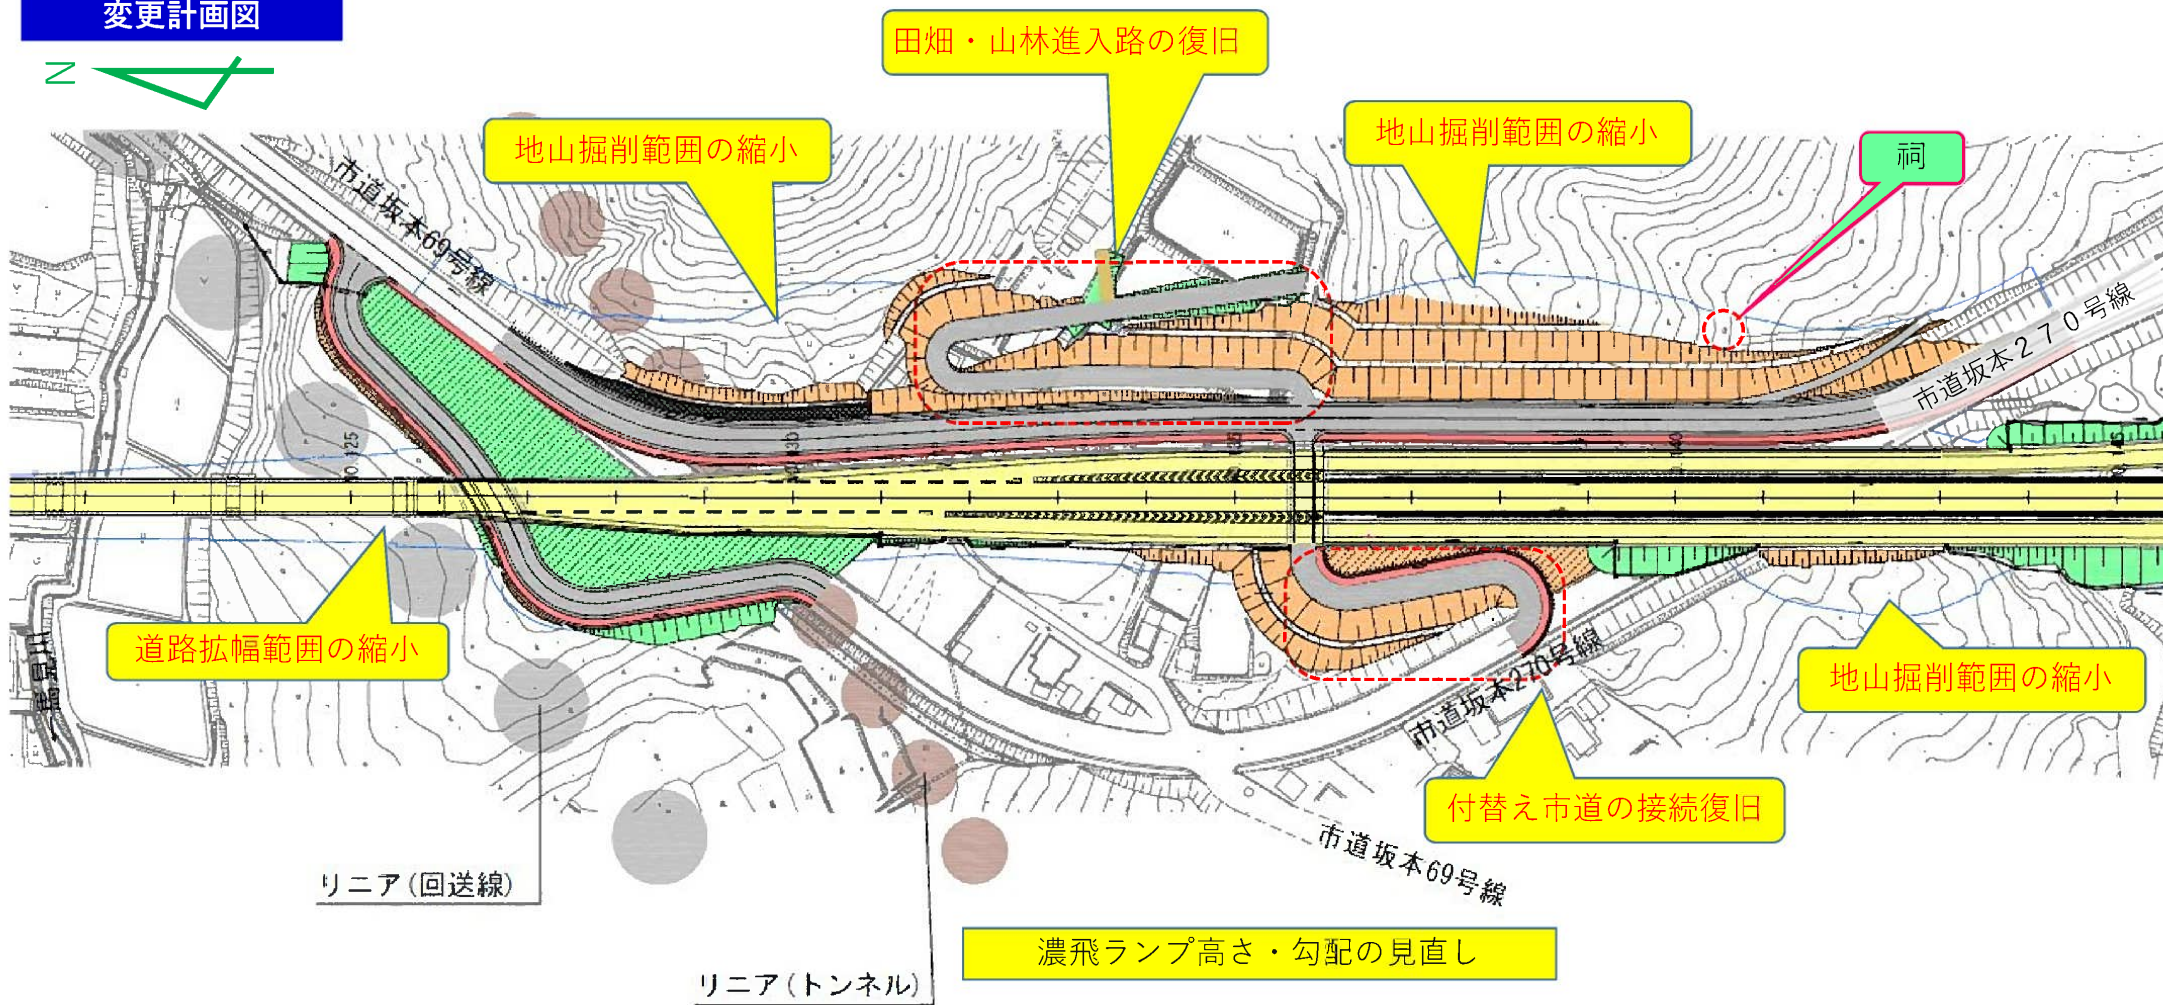 変更計画図
N
田畑・山林進入路の復旧
地山掘削範囲の縮小
地山掘削範囲の縮小
祠
市道坂本69号線
市道坂本270号線
125
130
135
140
145
道路拡幅範囲の縮小
地山掘削範囲の縮小
市道坂本270号線
付替え市道の接続復旧
市道坂本69号線
リニア(回送線)
濃飛ランプ高さ・勾配の見直し
リニア(トンネル)